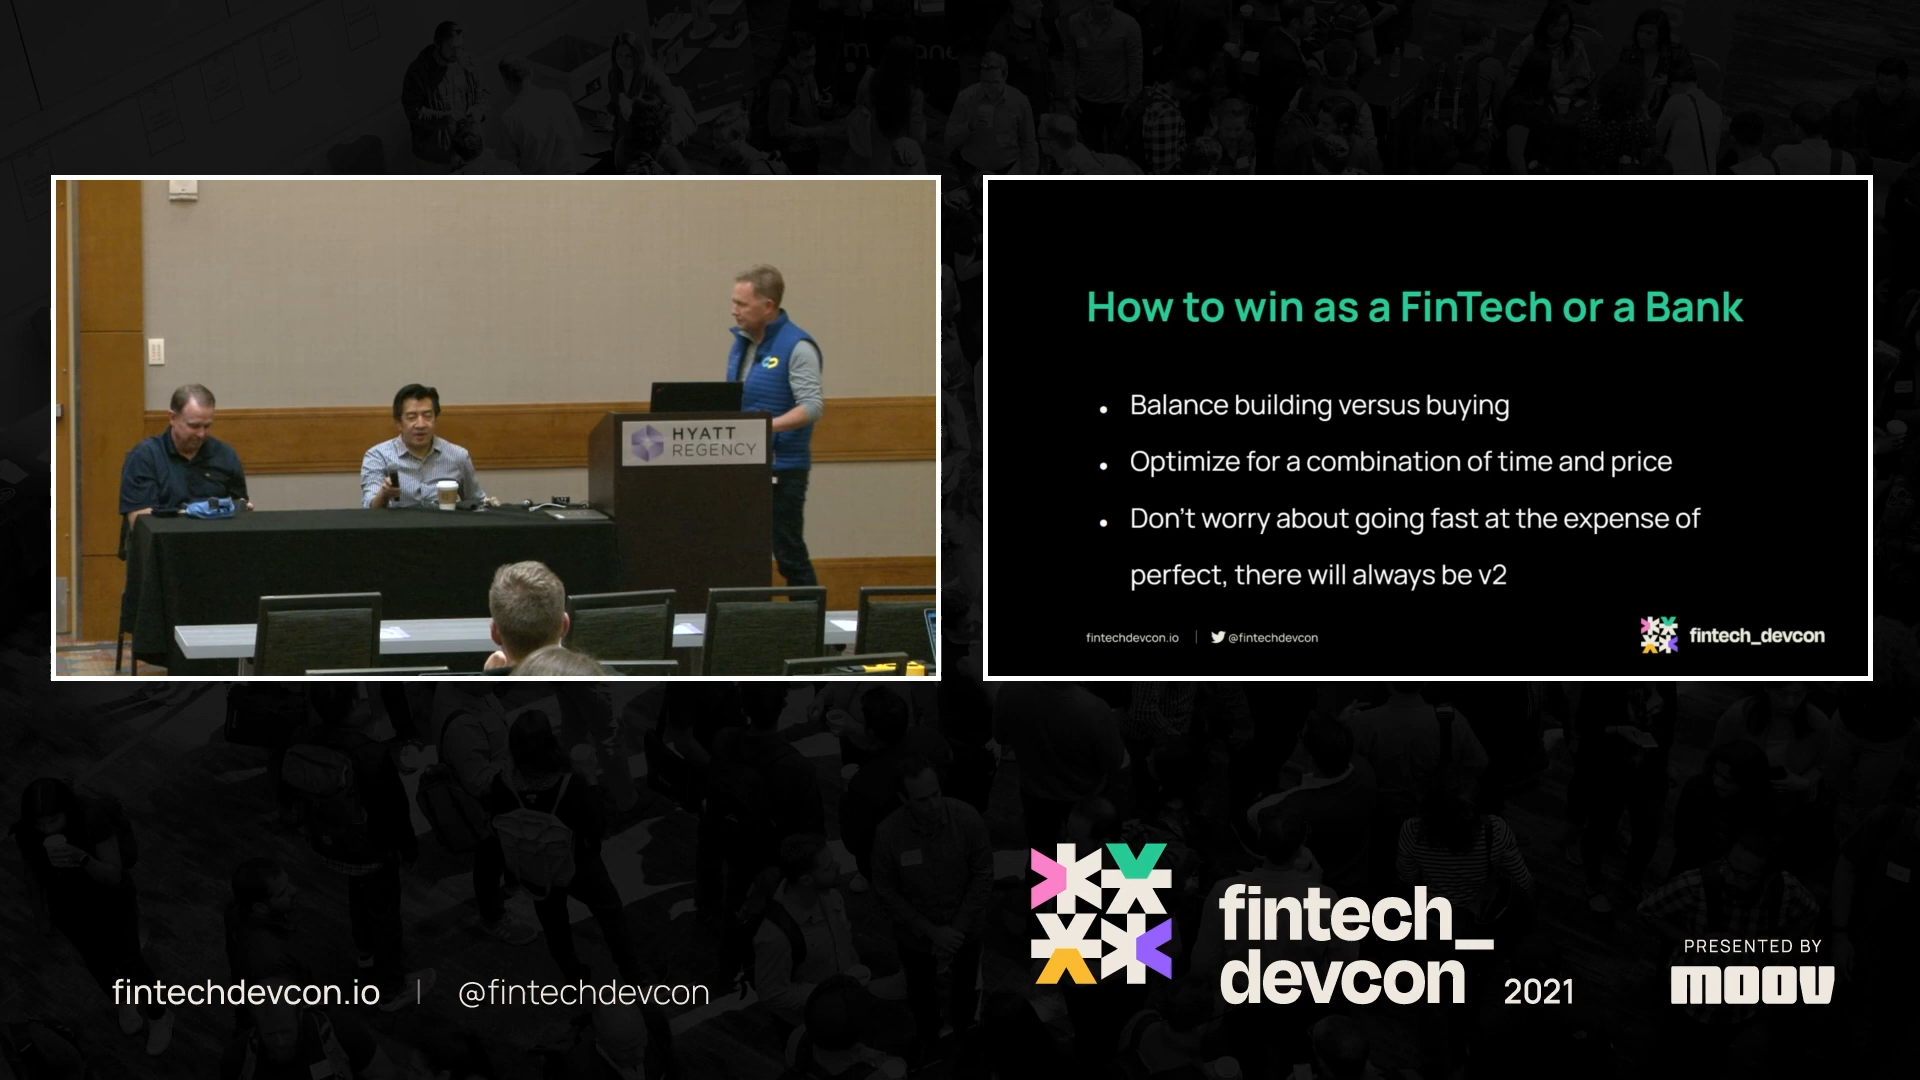 HYATT
REGENCY
How to win as a FinTech or a Bank
• Balance building versus buying
• Optimize for a combination of time and price
• Don't worry about going fast at the expense of
perfect, there will always be v2
fintechdevcon.io | @fintechdevcon
fintech_devcon
fintechdevcon.io | @fintechdevcon
fintech_
devcon 2021
PRESENTED BY
moov